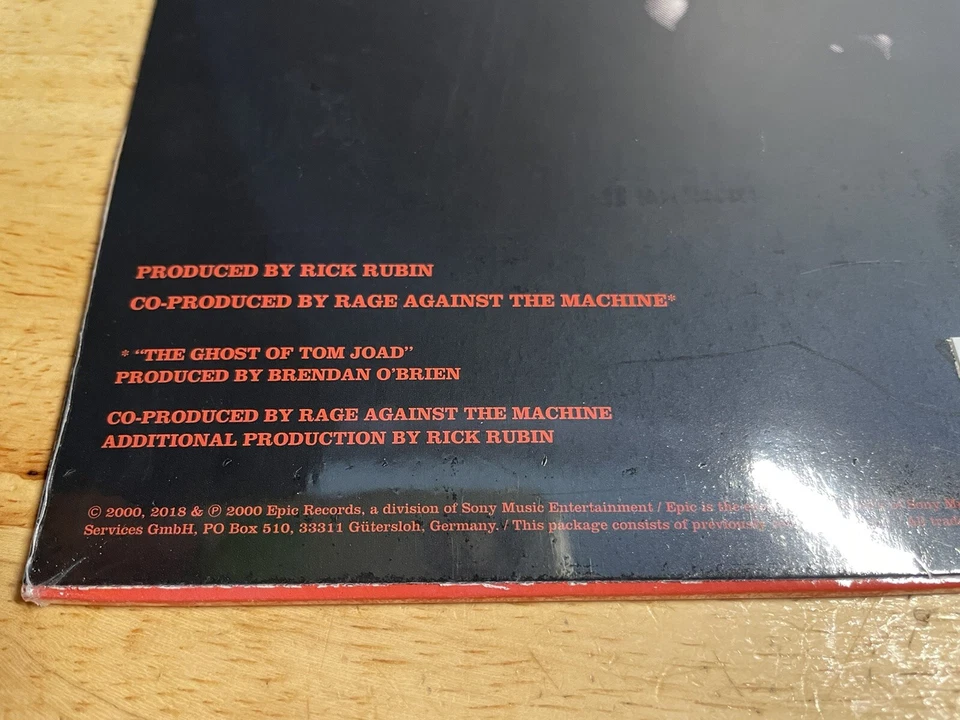 PRODUCED BY RICK RUBIN
CO-PRODUCED BY RAGE AGAINST THE MACHINE*
* "THE GHOST OF TOM JOAD"
PRODUCED BY BRENDAN O'BRIEN
CO-PRODUCED BY RAGE AGAINST THE MACHINE
ADDITIONAL PRODUCTION BY RICK RUBIN
© 2000, 2018 & ℗ 2000 Epic Records, a division of Sony Music Entertainment / Epic is the Sony
Services GmbH, PO Box 510, 33311 Gütersloh, Germany. / This package consists of previously All